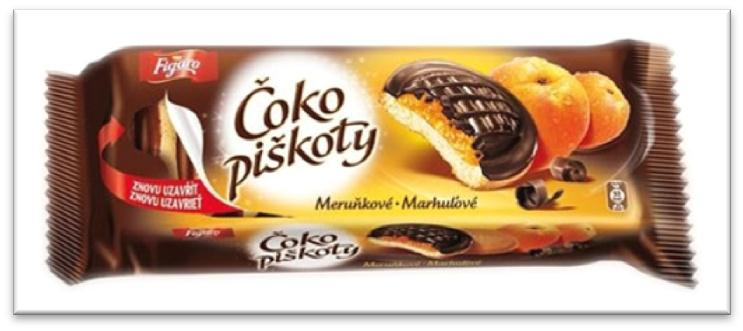 Figaro
Čoko
piškoty
ZNOVU UZAVŘÍT
ZNOVU UZAVRIEŤ
Meruňkové • Marhuľové
Figaro
Čoko
piškoty
Meruňkové • Marhuľové